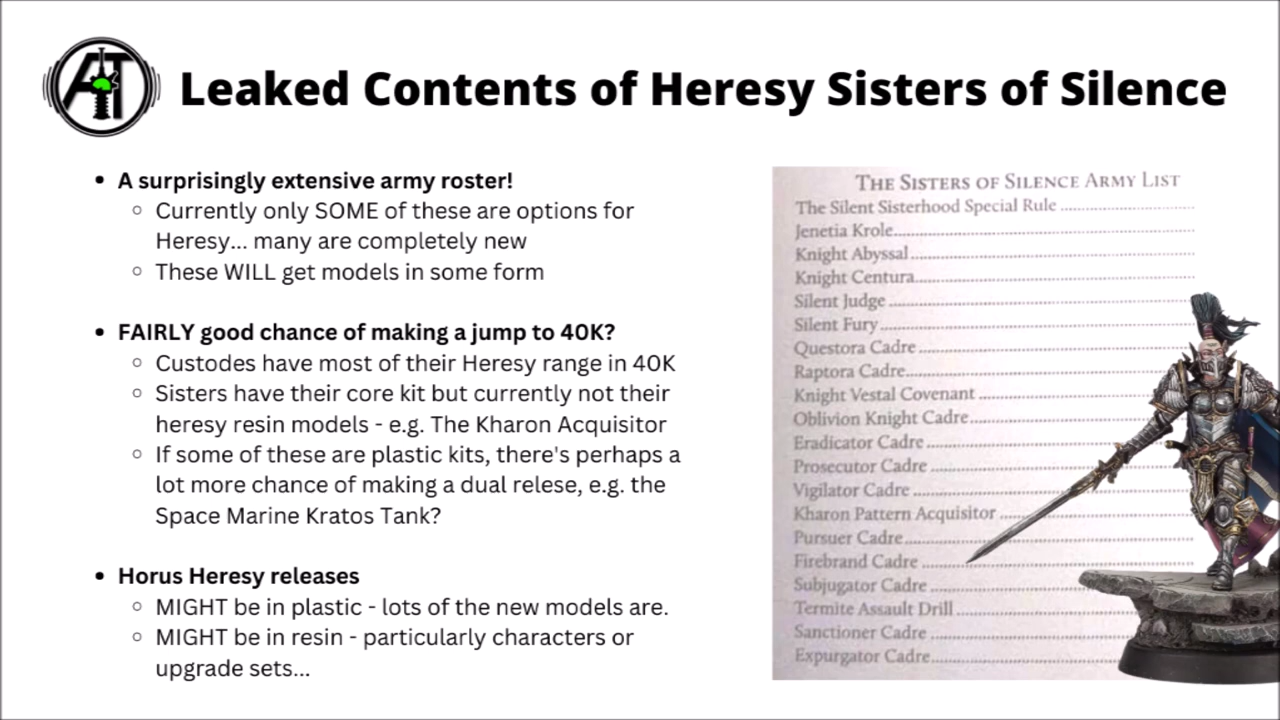 AT
Leaked Contents of Heresy Sisters of Silence
• A surprisingly extensive army roster!
◦ Currently only SOME of these are options for
Heresy... many are completely new
◦ These WILL get models in some form
• FAIRLY good chance of making a jump to 40K?
◦ Custodes have most of their Heresy range in 40K
◦ Sisters have their core kit but currently not their
heresy resin models - e.g. The Kharon Acquisitor
◦ If some of these are plastic kits, there's perhaps a
lot more chance of making a dual relese, e.g. the
Space Marine Kratos Tank?
• Horus Heresy releases
◦ MIGHT be in plastic - lots of the new models are.
◦ MIGHT be in resin - particularly characters or
upgrade sets...
THE SISTERS OF SILENCE ARMY LIST
The Silent Sisterhood Special Rule
Jenetia Krole
Knight Abyssal
Knight Centura
Silent Judge
Silent Fury
Questora Cadre
Raptora Cadre
Knight Vestal Covenant
Oblivion Knight Cadre
Eradicator Cadre
Prosecutor Cadre
Vigilator Cadre
Kharon Pattern Acquisitor
Pursuer Cadre
Firebrand Cadre
Subjugator Cadre
Termite Assault Drill
Sanctioner Cadre
Expurgator Cadre